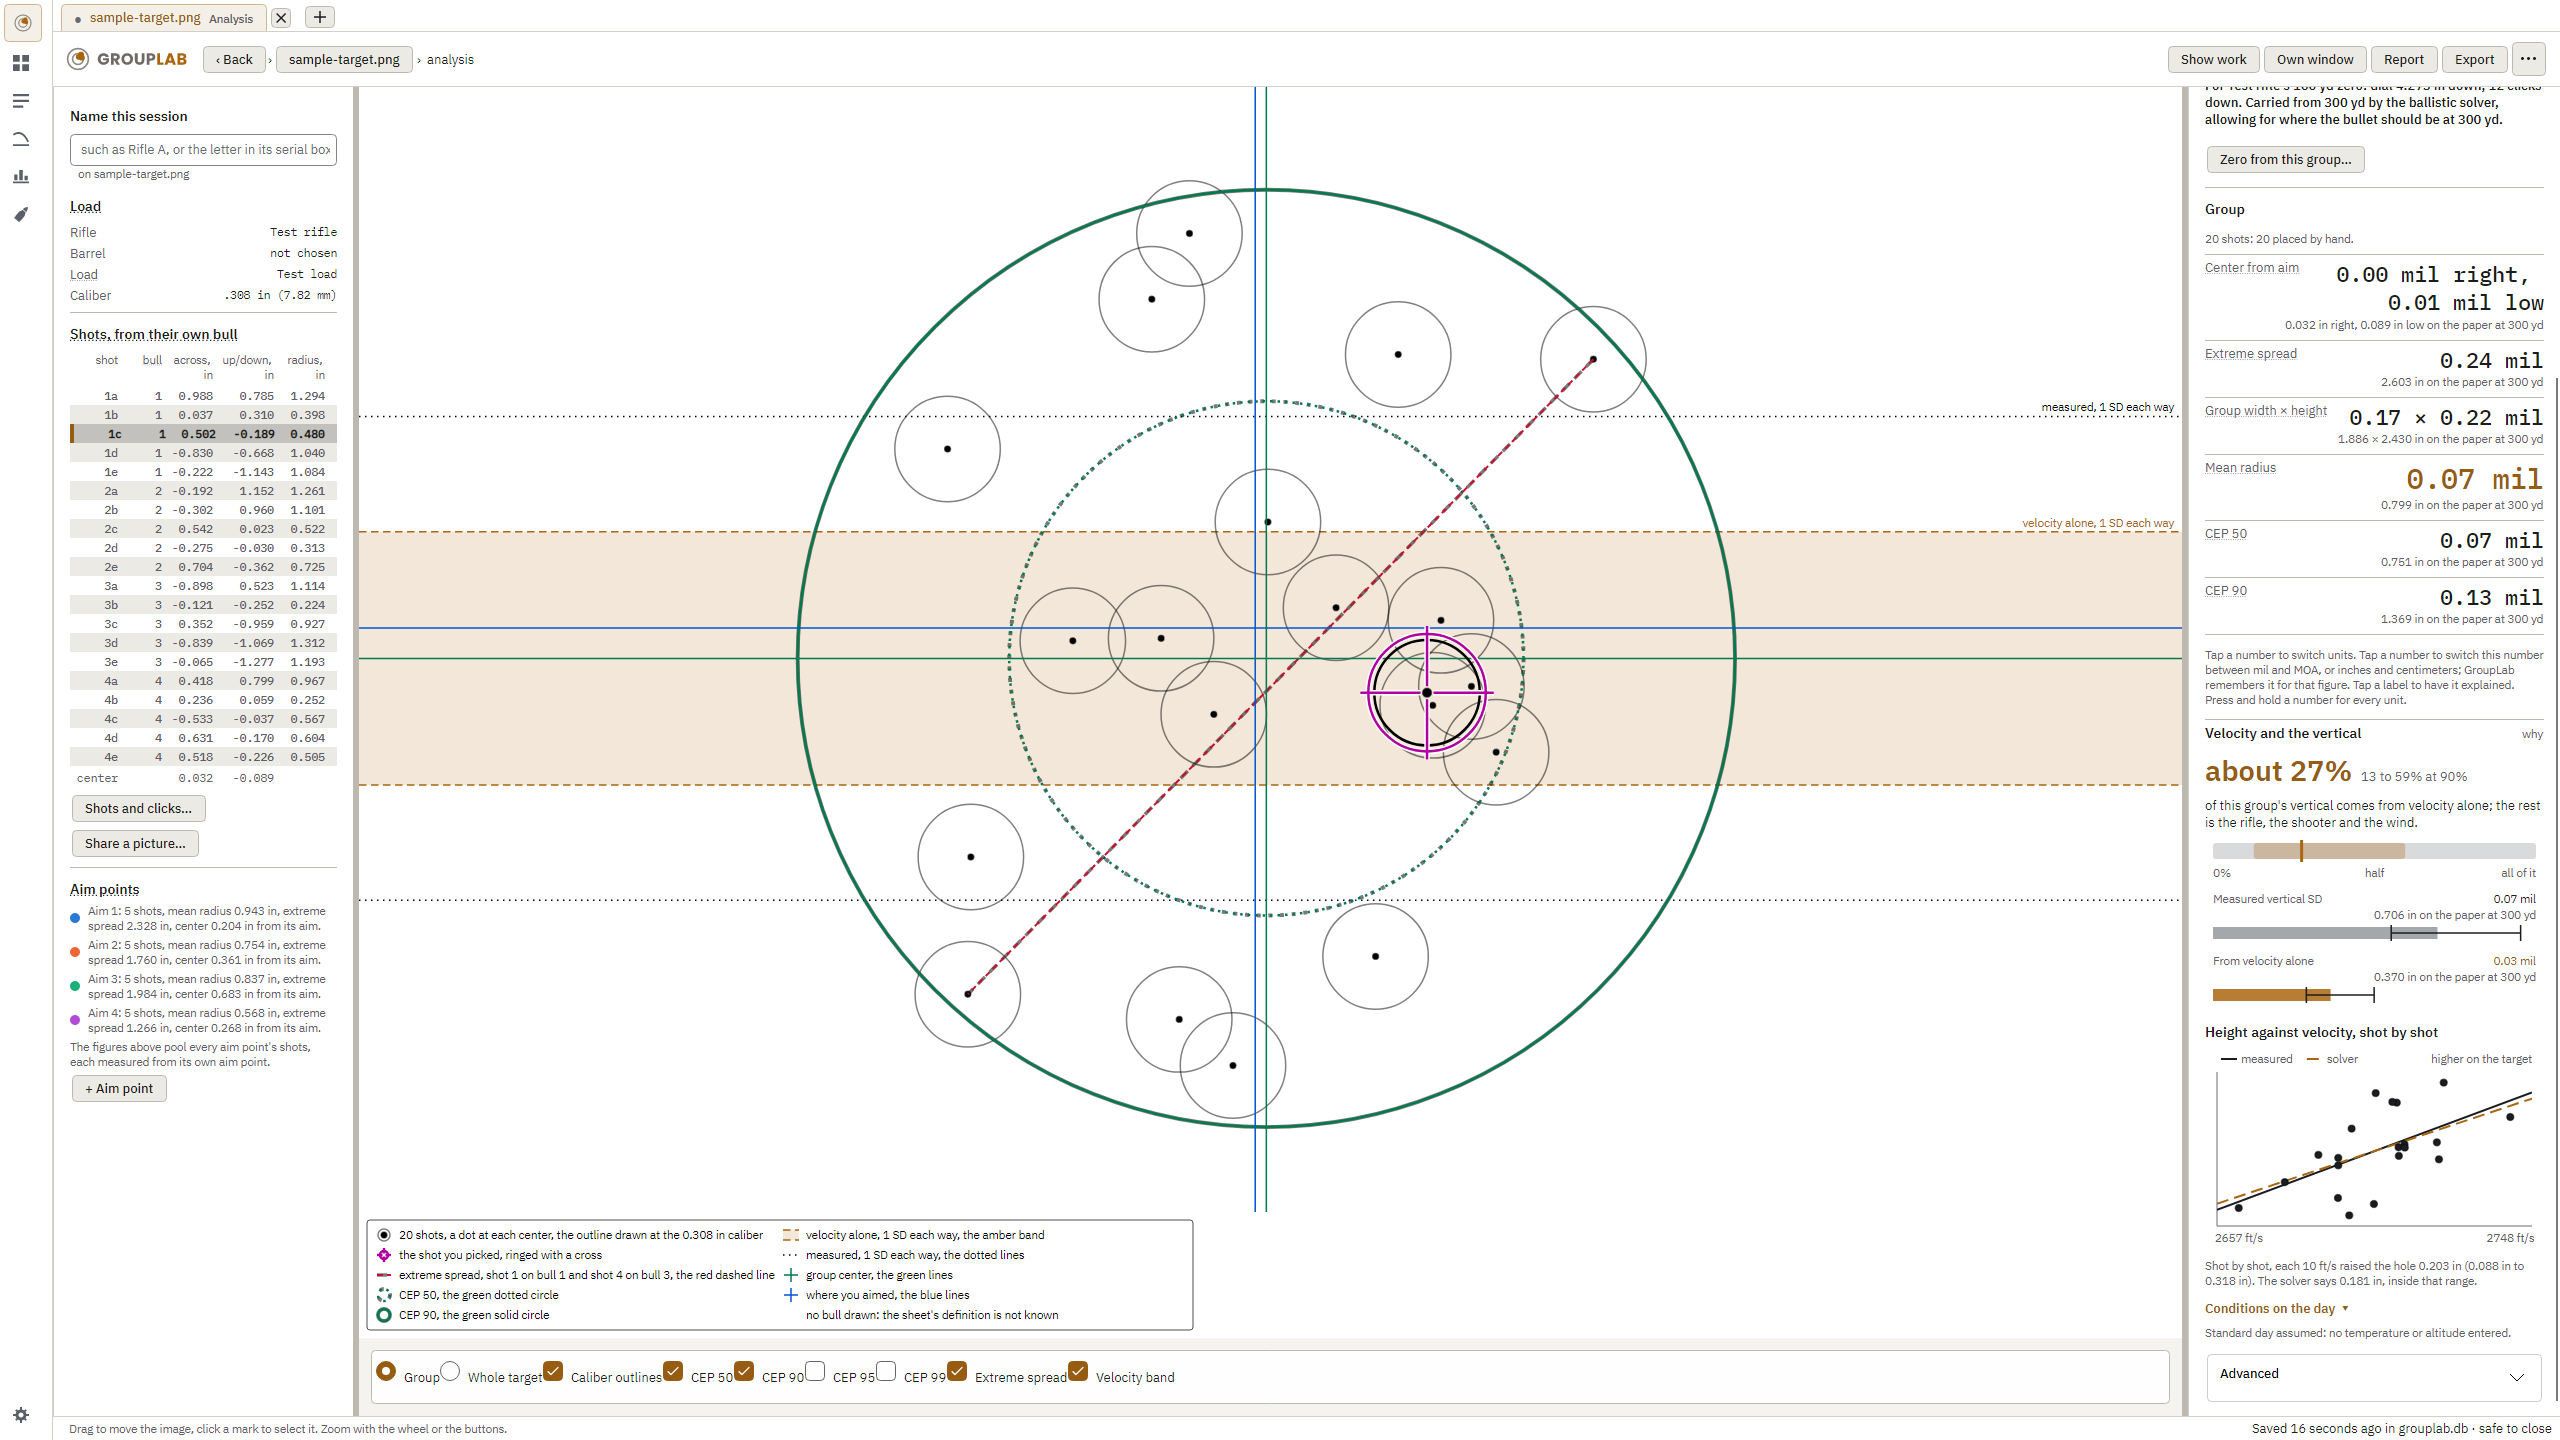 sample-target.png Analysis
GROUPLAB
‹ Back › sample-target.png › analysis
Show work
Own window
Report
Export
Name this session
such as Rifle A, or the letter in its serial box
on sample-target.png
Load
Rifle Test rifle
Barrel not chosen
Load Test load
Caliber .308 in (7.82 mm)
Shots, from their own bull
shot bull across, in up/down, in radius, in
1a 1 0.988 0.785 1.294
1b 1 0.037 0.310 0.398
1c 1 0.502 -0.189 0.480
1d 1 -0.830 -0.668 1.040
1e 1 -0.222 -1.143 1.084
2a 2 -0.192 1.152 1.261
2b 2 -0.302 0.960 1.101
2c 2 0.542 0.023 0.522
2d 2 -0.275 -0.030 0.313
2e 2 0.704 -0.362 0.725
3a 3 -0.898 0.523 1.114
3b 3 -0.121 -0.252 0.224
3c 3 0.352 -0.959 0.927
3d 3 -0.839 -1.069 1.312
3e 3 -0.065 -1.277 1.193
4a 4 0.418 0.799 0.967
4b 4 0.236 0.059 0.252
4c 4 -0.533 -0.037 0.567
4d 4 0.631 -0.170 0.604
4e 4 0.518 -0.226 0.505
center 0.032 -0.089
Shots and clicks...
Share a picture...
Aim points
Aim 1: 5 shots, mean radius 0.943 in, extreme
spread 2.328 in, center 0.204 in from its aim.
Aim 2: 5 shots, mean radius 0.754 in, extreme
spread 1.760 in, center 0.361 in from its aim.
Aim 3: 5 shots, mean radius 0.837 in, extreme
spread 1.984 in, center 0.683 in from its aim.
Aim 4: 5 shots, mean radius 0.568 in, extreme
spread 1.266 in, center 0.268 in from its aim.
The figures above pool every aim point's shots,
each measured from its own aim point.
+ Aim point
measured, 1 SD each way
velocity alone, 1 SD each way
20 shots, a dot at each center, the outline drawn at the 0.308 in caliber
the shot you picked, ringed with a cross
extreme spread, shot 1 on bull 1 and shot 4 on bull 3, the red dashed line
CEP 50, the green dotted circle
CEP 90, the green solid circle
velocity alone, 1 SD each way, the amber band
measured, 1 SD each way, the dotted lines
group center, the green lines
where you aimed, the blue lines
no bull drawn: the sheet's definition is not known
Group Whole target Caliber outlines CEP 50 CEP 90 CEP 95 CEP 99 Extreme spread Velocity band
For Test rifle's 100 yd zero: dial 4.273 in down, 12 clicks
down. Carried from 300 yd by the ballistic solver,
allowing for where the bullet should be at 300 yd.
Zero from this group...
Group
20 shots: 20 placed by hand.
Center from aim 0.00 mil right,
0.01 mil low
0.032 in right, 0.089 in low on the paper at 300 yd
Extreme spread 0.24 mil
2.603 in on the paper at 300 yd
Group width × height 0.17 × 0.22 mil
1.886 × 2.430 in on the paper at 300 yd
Mean radius 0.07 mil
0.799 in on the paper at 300 yd
CEP 50 0.07 mil
0.751 in on the paper at 300 yd
CEP 90 0.13 mil
1.369 in on the paper at 300 yd
Tap a number to switch units. Tap a number to switch this number
between mil and MOA, or inches and centimeters; GroupLab
remembers it for that figure. Tap a label to have it explained.
Press and hold a number for every unit.
Velocity and the vertical why
about 27% 13 to 59% at 90%
of this group's vertical comes from velocity alone; the rest
is the rifle, the shooter and the wind.
0% half all of it
Measured vertical SD 0.07 mil
0.706 in on the paper at 300 yd
From velocity alone 0.03 mil
0.370 in on the paper at 300 yd
Height against velocity, shot by shot
measured solver higher on the target
2657 ft/s 2748 ft/s
Shot by shot, each 10 ft/s raised the hole 0.203 in (0.088 in to
0.318 in). The solver says 0.181 in, inside that range.
Conditions on the day
Standard day assumed: no temperature or altitude entered.
Advanced
Drag to move the image, click a mark to select it. Zoom with the wheel or the buttons.
Saved 16 seconds ago in grouplab.db · safe to close